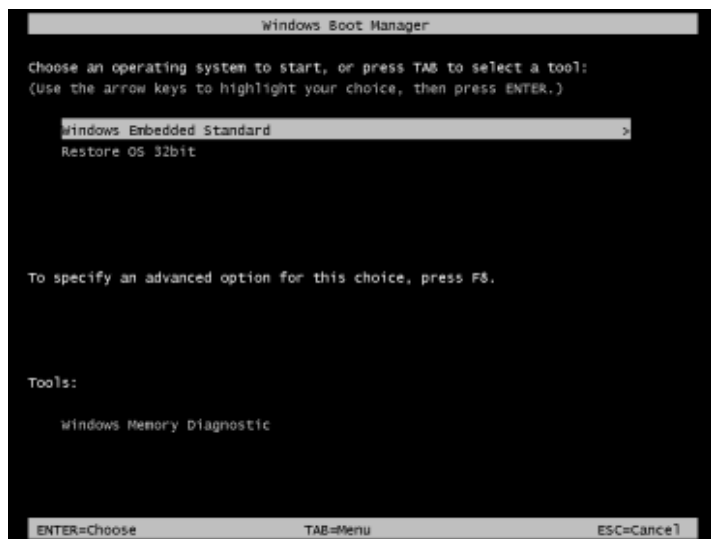 Windows Boot Manager
Choose an operating system to start, or press TAB to select a tool:
(Use the arrow keys to highlight your choice, then press ENTER.)
Windows Embedded Standard >
Restore OS 32bit
To specify an advanced option for this choice, press F8.
Tools:
Windows Memory Diagnostic
ENTER=Choose TAB=Menu ESC=Cancel